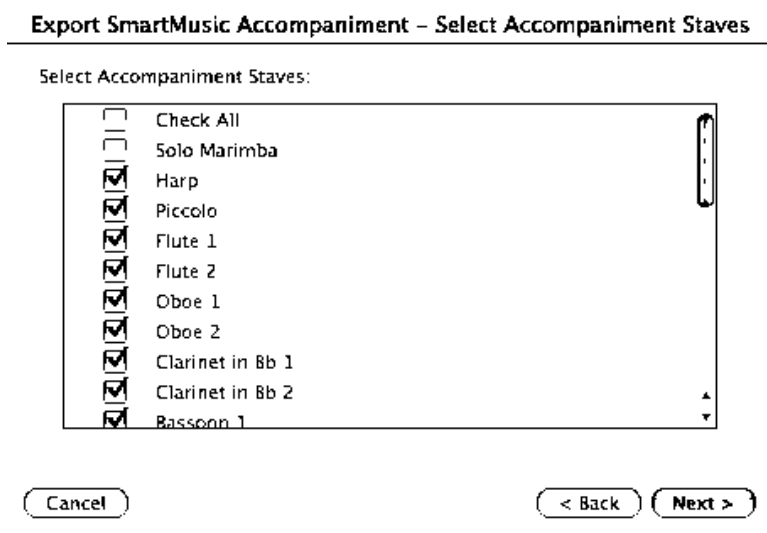 Export SmartMusic Accompaniment – Select Accompaniment Staves
Select Accompaniment Staves:
Check All
Solo Marimba
Harp
Piccolo
Flute 1
Flute 2
Oboe 1
Oboe 2
Clarinet in Bb 1
Clarinet in Bb 2
Bassoon 1
Cancel
< Back
Next >